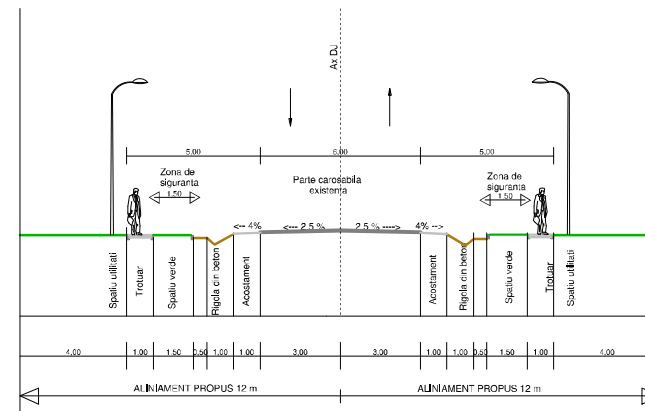 Ax DJ
5.00
6.00
5.00
Zona de
siguranta
1.50
Parte carosabila
existenta
Zona de
siguranta
1.50
<-- 4%
<--- 2.5 %
2.5 % ---->
4% -->
Spatiu utilitati
Trotuar
Spatiu verde
Rigola din beton
Acostament
Acostament
Rigola din beton
Spatiu verde
Trotuar
Spatiu utilitati
4.00
1.00
1.50
0.50
1.00
1.00
3.00
3.00
1.00
1.00
0.50
1.50
1.00
4.00
ALINIAMENT PROPUS 12 m
ALINIAMENT PROPUS 12 m